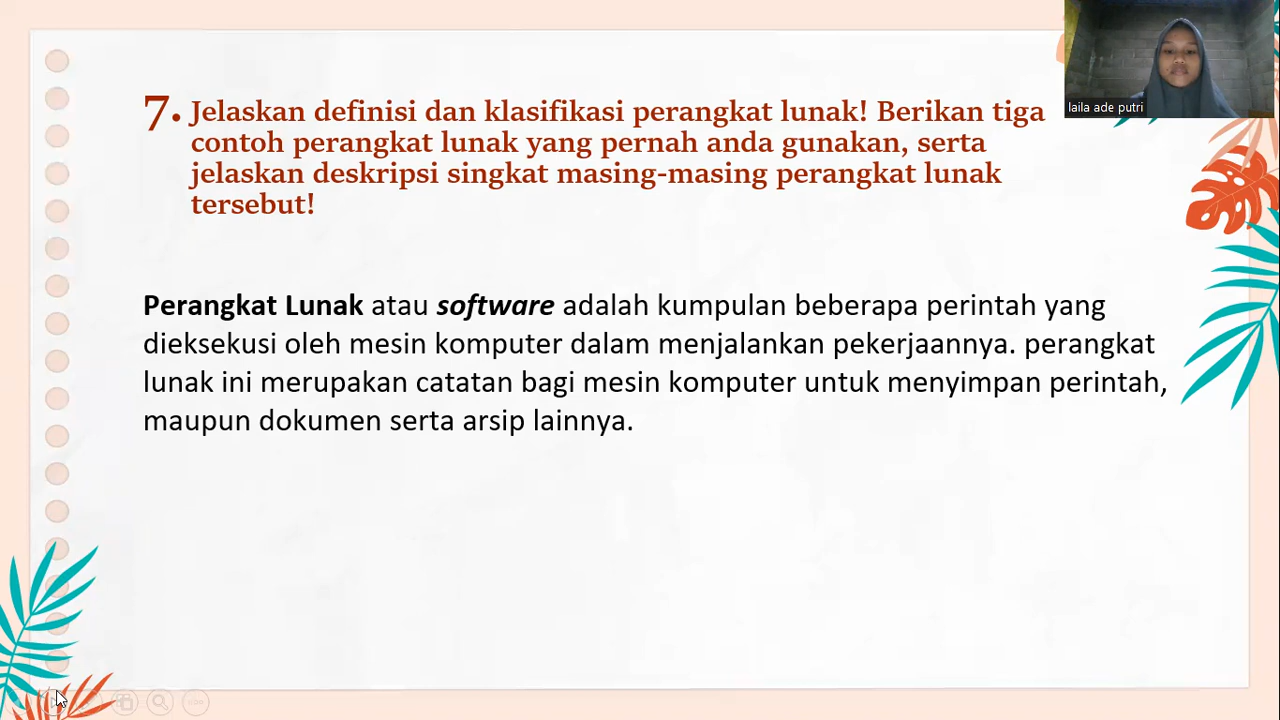 7. Jelaskan definisi dan klasifikasi perangkat lunak! Berikan tiga
contoh perangkat lunak yang pernah anda gunakan, serta
jelaskan deskripsi singkat masing-masing perangkat lunak
tersebut!
laila ade putri
Perangkat Lunak atau software adalah kumpulan beberapa perintah yang
dieksekusi oleh mesin komputer dalam menjalankan pekerjaannya. perangkat
lunak ini merupakan catatan bagi mesin komputer untuk menyimpan perintah,
maupun dokumen serta arsip lainnya.